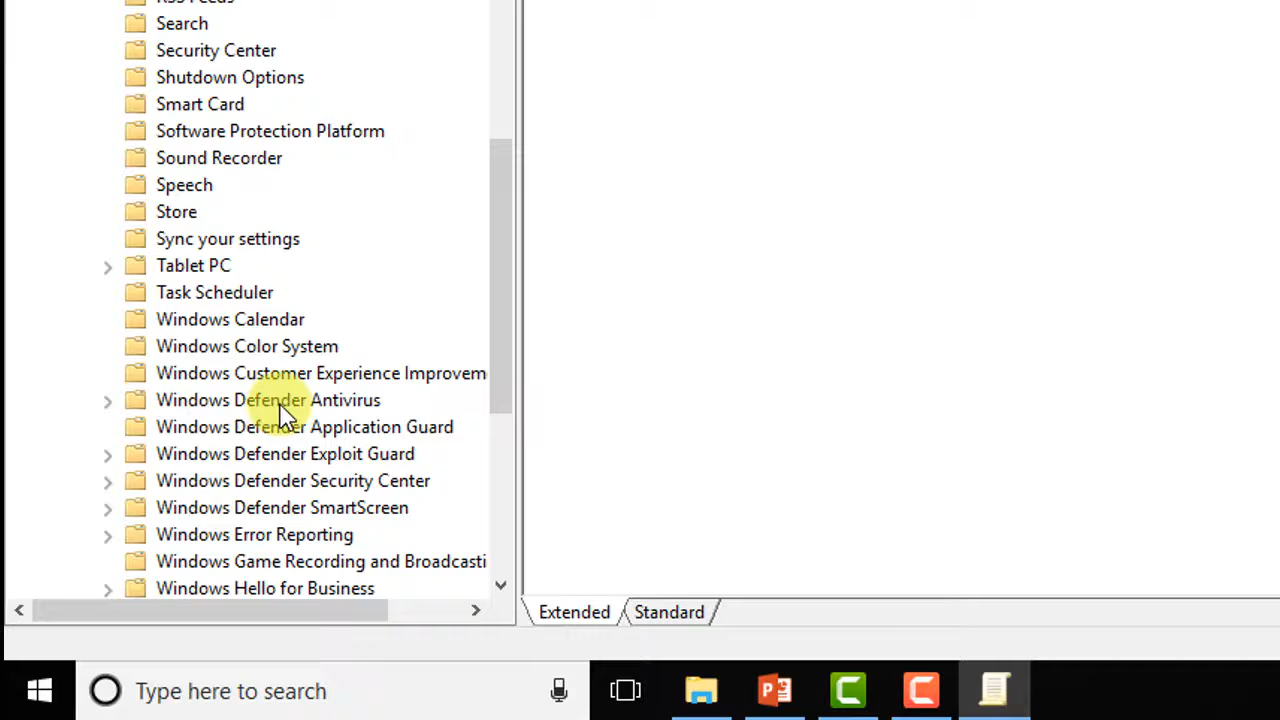 RSS Feeds
Search
Security Center
Shutdown Options
Smart Card
Software Protection Platform
Sound Recorder
Speech
Store
Sync your settings
Tablet PC
Task Scheduler
Windows Calendar
Windows Color System
Windows Customer Experience Improvem
Windows Defender Antivirus
Windows Defender Application Guard
Windows Defender Exploit Guard
Windows Defender Security Center
Windows Defender SmartScreen
Windows Error Reporting
Windows Game Recording and Broadcasti
Windows Hello for Business
Extended
Standard
Type here to search